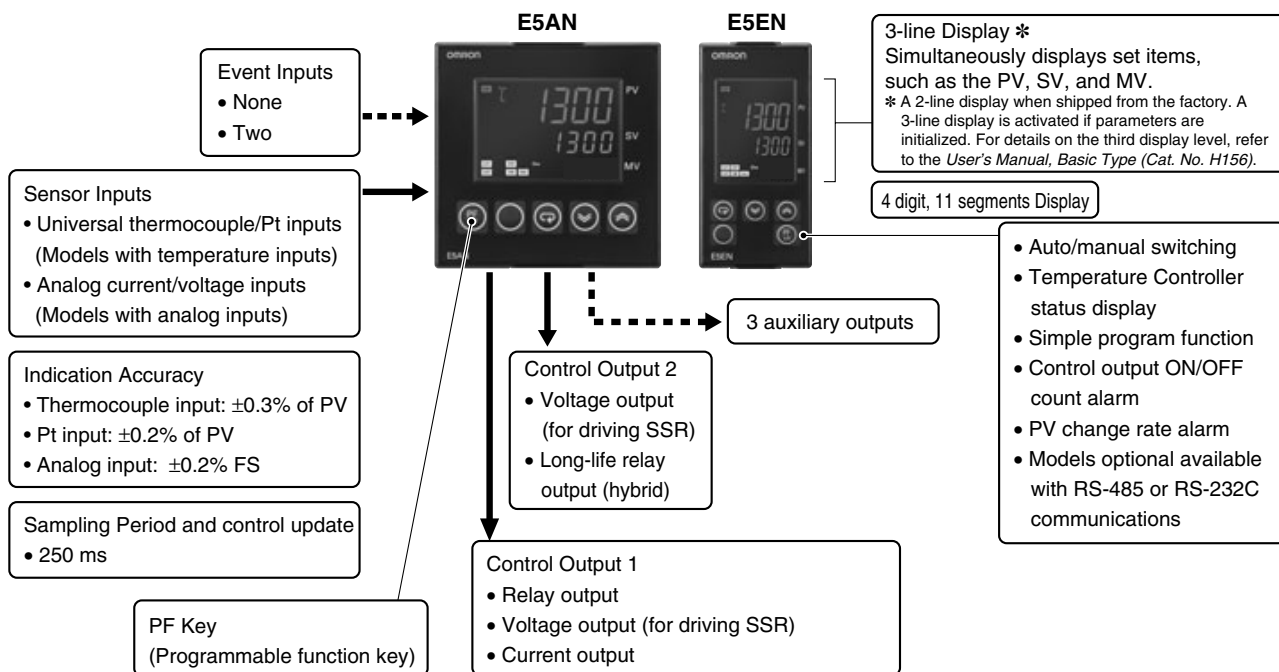 E5AN
E5EN
Event Inputs
• None
• Two
Sensor Inputs
• Universal thermocouple/Pt inputs
(Models with temperature inputs)
• Analog current/voltage inputs
(Models with analog inputs)
Indication Accuracy
• Thermocouple input: ±0.3% of PV
• Pt input: ±0.2% of PV
• Analog input: ±0.2% FS
Sampling Period and control update
• 250 ms
PF Key
(Programmable function key)
OMRON
℃
1300
PV
1300
SV
MV
E5AN
OMRON
1300
1300
E5EN
3-line Display ✻
Simultaneously displays set items,
such as the PV, SV, and MV.
✻ A 2-line display when shipped from the factory. A
3-line display is activated if parameters are
initialized. For details on the third display level, refer
to the User's Manual, Basic Type (Cat. No. H156).
4 digit, 11 segments Display
• Auto/manual switching
• Temperature Controller
status display
• Simple program function
• Control output ON/OFF
count alarm
• PV change rate alarm
• Models optional available
with RS-485 or RS-232C
communications
3 auxiliary outputs
Control Output 2
• Voltage output
(for driving SSR)
• Long-life relay
output (hybrid)
Control Output 1
• Relay output
• Voltage output (for driving SSR)
• Current output